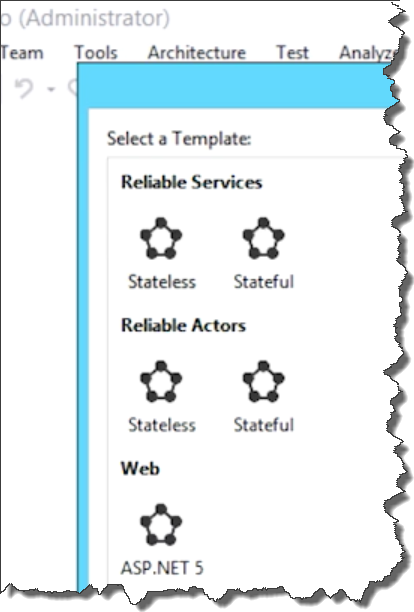 o (Administrator)
Team Tools Architecture Test Analyze
Select a Template:
Reliable Services
Stateless Stateful
Reliable Actors
Stateless Stateful
Web
ASP.NET 5